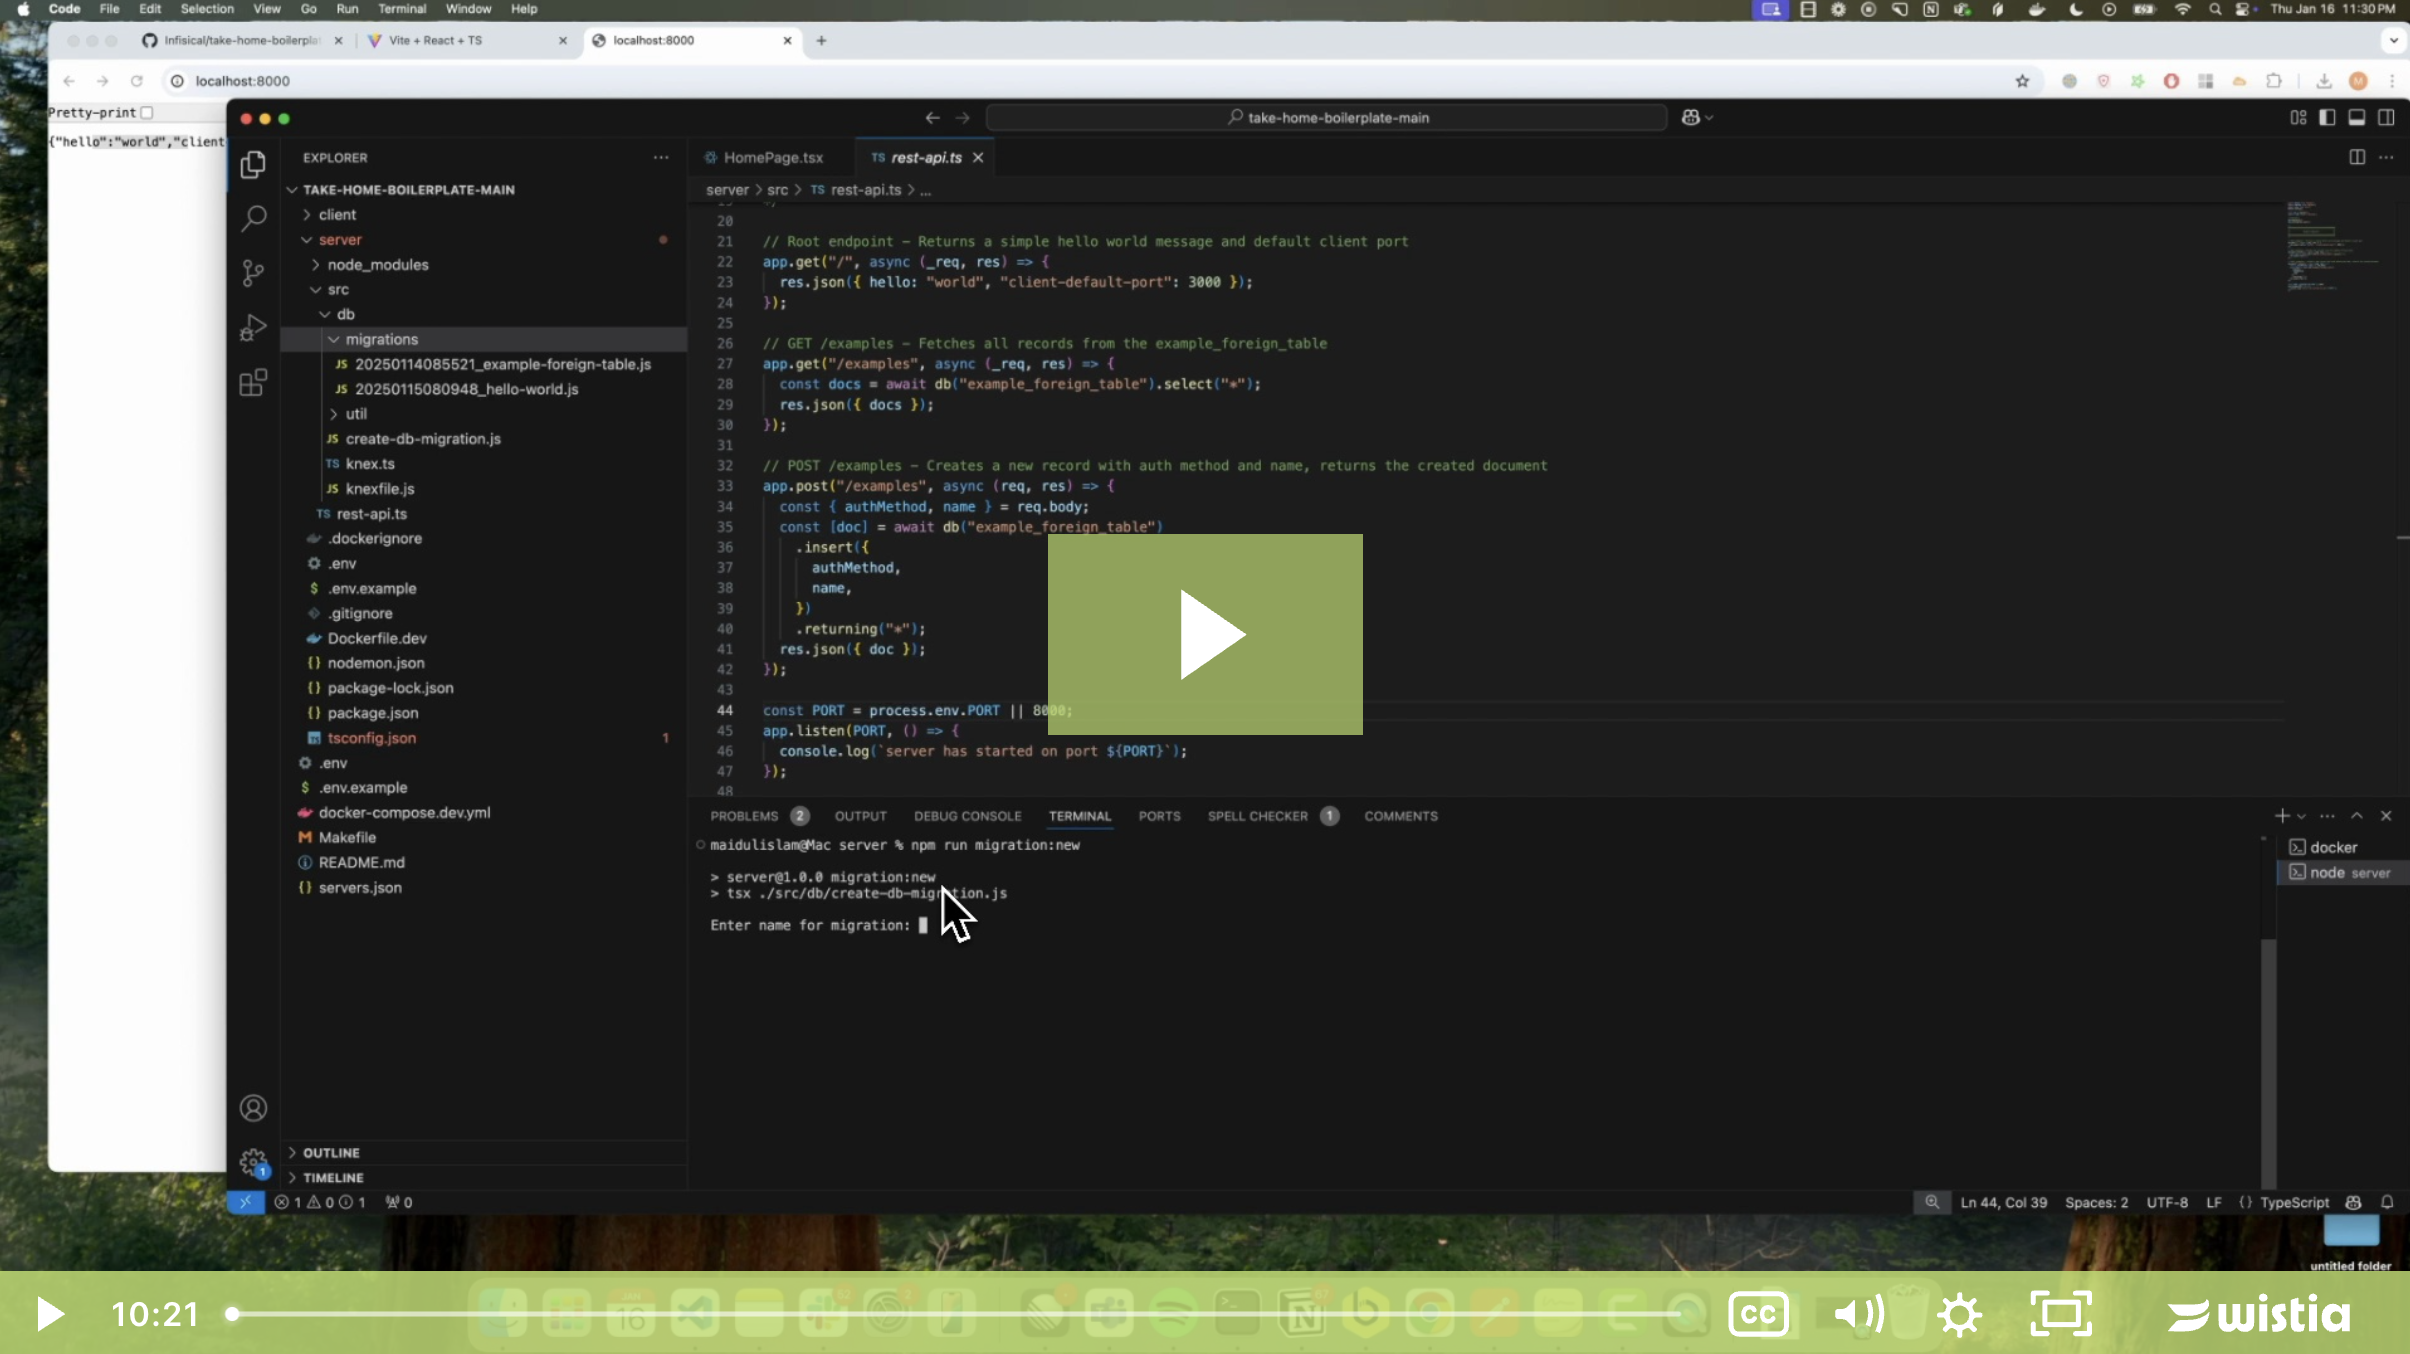 Code File Edit Selection View Go Run Terminal Window Help
Thu Jan 16 11:30 PM
Infisical/take-home-boilerplat
Vite + React + TS
localhost:8000
localhost:8000
Pretty-print
{"hello":"world","client
take-home-boilerplate-main
EXPLORER
TAKE-HOME-BOILERPLATE-MAIN
client
server
node_modules
src
db
migrations
JS 20250114085521_example-foreign-table.js
JS 20250115080948_hello-world.js
util
JS create-db-migration.js
TS knex.ts
JS knexfile.js
TS rest-api.ts
.dockerignore
.env
$ .env.example
.gitignore
Dockerfile.dev
{} nodemon.json
{} package-lock.json
{} package.json
tsconfig.json 1
.env
$ .env.example
docker-compose.dev.yml
M Makefile
README.md
{} servers.json
OUTLINE
TIMELINE
HomePage.tsx
TS rest-api.ts
server > src > TS rest-api.ts > ...
20
21 // Root endpoint - Returns a simple hello world message and default client port
22 app.get("/", async (_req, res) => {
23 res.json({ hello: "world", "client-default-port": 3000 });
24 });
25
26 // GET /examples - Fetches all records from the example_foreign_table
27 app.get("/examples", async (_req, res) => {
28 const docs = await db("example_foreign_table").select("*");
29 res.json({ docs });
30 });
31
32 // POST /examples - Creates a new record with auth method and name, returns the created document
33 app.post("/examples", async (req, res) => {
34 const { authMethod, name } = req.body;
35 const [doc] = await db("example_foreign_table")
36 .insert({
37 authMethod,
38 name,
39 })
40 .returning("*");
41 res.json({ doc });
42 });
43
44 const PORT = process.env.PORT || 8000;
45 app.listen(PORT, () => {
46 console.log(`server has started on port ${PORT}`);
47 });
48
PROBLEMS 2 OUTPUT DEBUG CONSOLE TERMINAL PORTS SPELL CHECKER 1 COMMENTS
maidulislam@Mac server % npm run migration:new
> server@1.0.0 migration:new
> tsx ./src/db/create-db-migration.js
Enter name for migration:
docker
node server
1 0 1 0
Ln 44, Col 39 Spaces: 2 UTF-8 LF {} TypeScript
untitled folder
10:21
CC
wistia